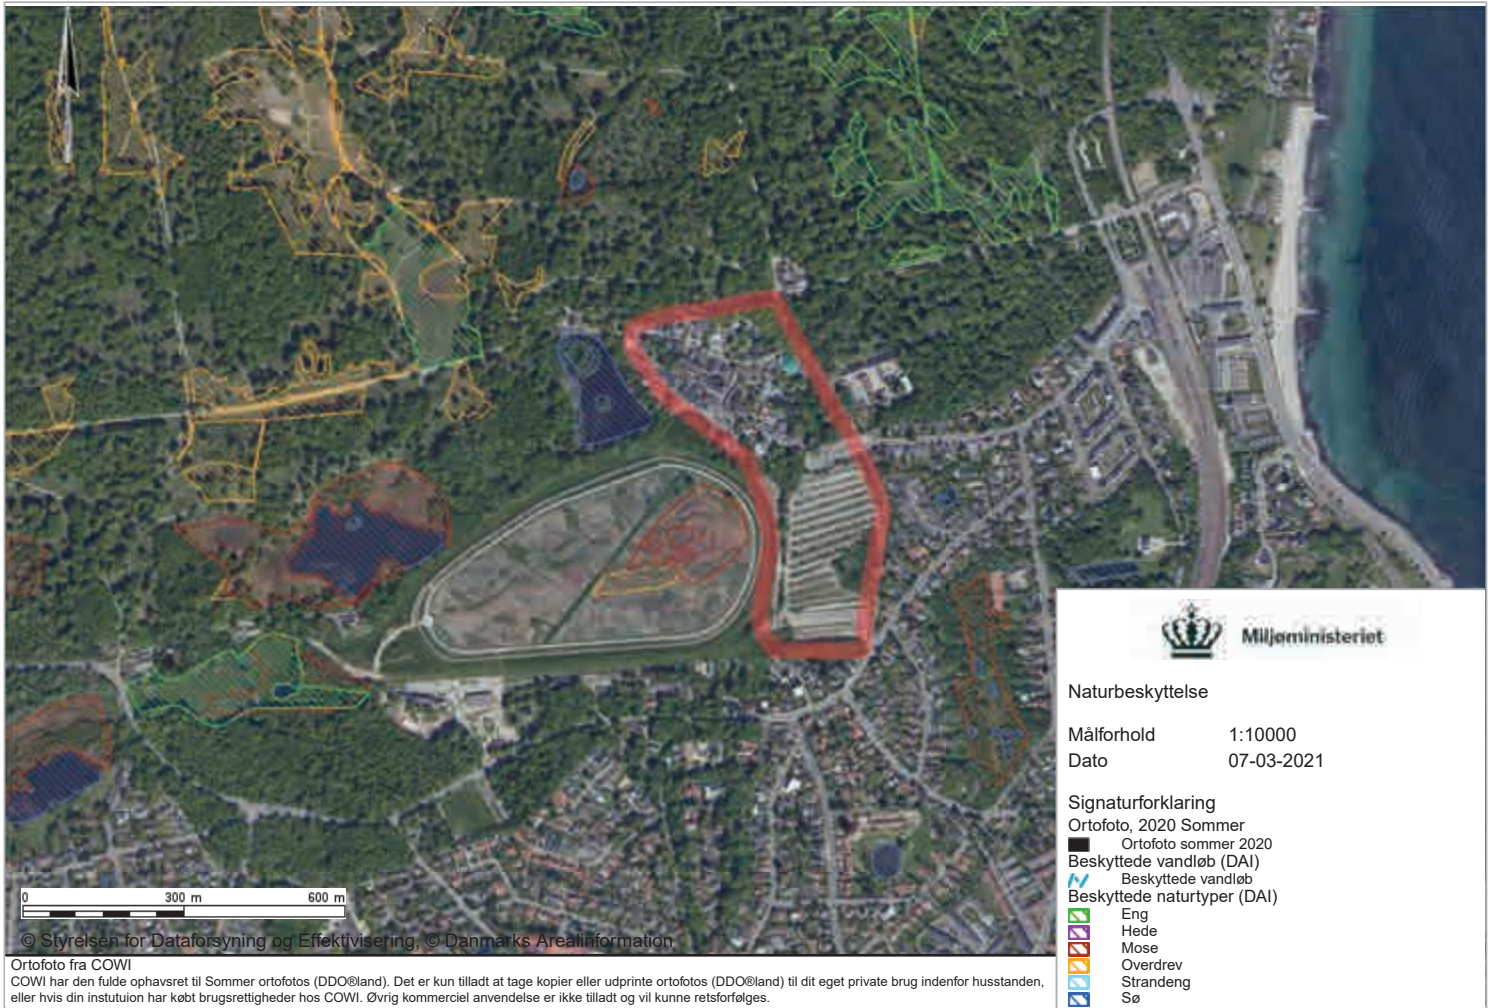 Miljøministeriet
Naturbeskyttelse
Målforhold 1:10000
Dato 07-03-2021
Signaturforklaring
Ortofoto, 2020 Sommer
Ortofoto sommer 2020
Beskyttede vandløb (DAI)
Beskyttede vandløb
Beskyttede naturtyper (DAI)
Eng
Hede
Mose
Overdrev
Strandeng
Sø
0 300 m 600 m
© Styrelsen for Dataforsyning og Effektivisering, © Danmarks Arealinformation
Ortofoto fra COWI
COWI har den fulde ophavsret til Sommer ortofotos (DDO®land). Det er kun tilladt at tage kopier eller udprinte ortofotos (DDO®land) til dit eget private brug indenfor husstanden,
eller hvis din instutuion har købt brugsrettigheder hos COWI. Øvrig kommerciel anvendelse er ikke tilladt og vil kunne retsforfølges.